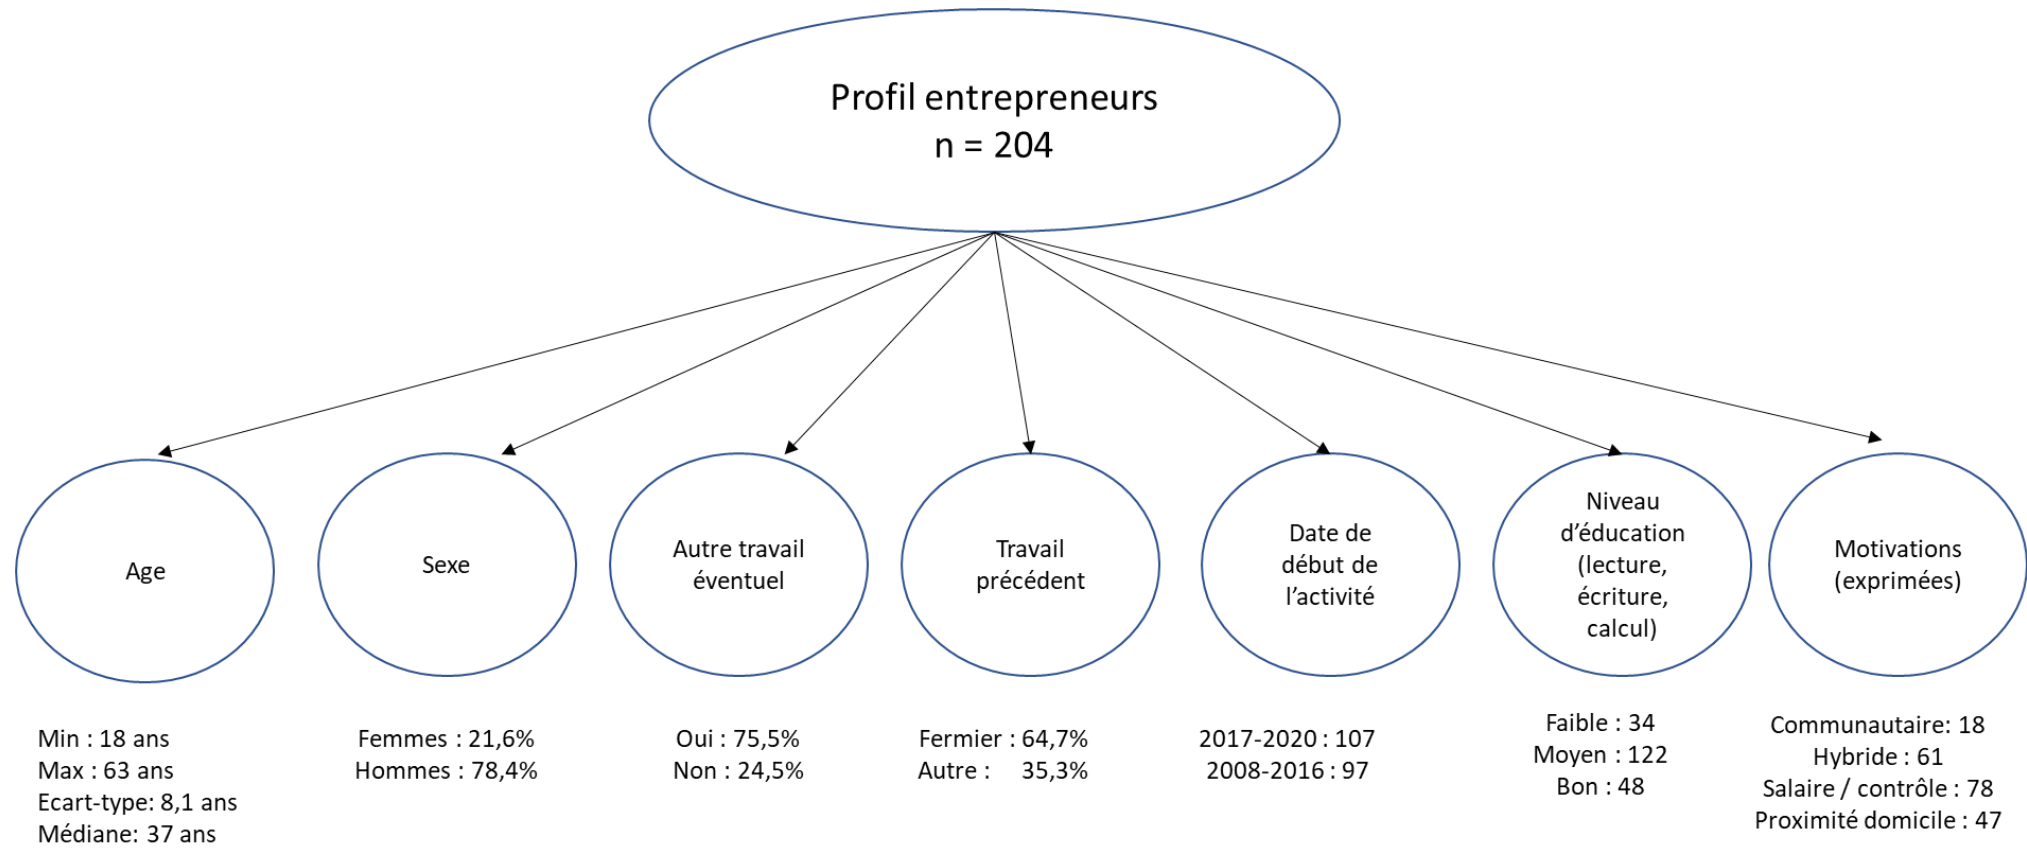 Profil entrepreneurs
n = 204
Age
Sexe
Autre travail
éventuel
Travail
précédent
Date de
début de
l’activité
Niveau
d’éducation
(lecture,
écriture,
calcul)
Motivations
(exprimées)
Min : 18 ans
Max : 63 ans
Ecart-type: 8,1 ans
Médiane: 37 ans
Femmes : 21,6%
Hommes : 78,4%
Oui : 75,5%
Non : 24,5%
Fermier : 64,7%
Autre : 35,3%
2017-2020 : 107
2008-2016 : 97
Faible : 34
Moyen : 122
Bon : 48
Communautaire: 18
Hybride : 61
Salaire / contrôle : 78
Proximité domicile : 47